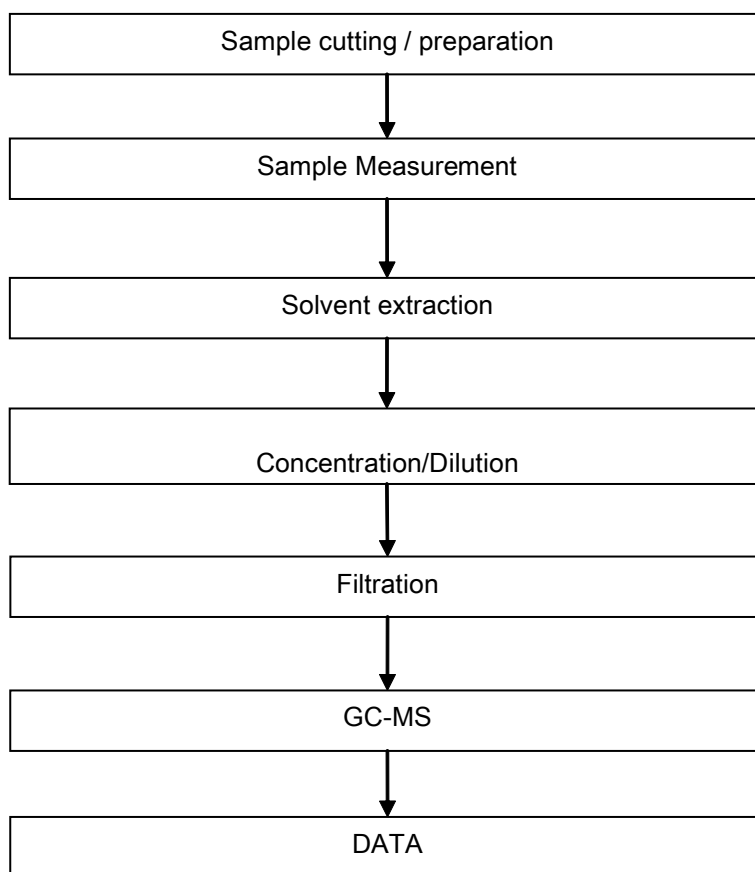 Sample cutting / preparation
Sample Measurement
Solvent extraction
Concentration/Dilution
Filtration
GC-MS
DATA